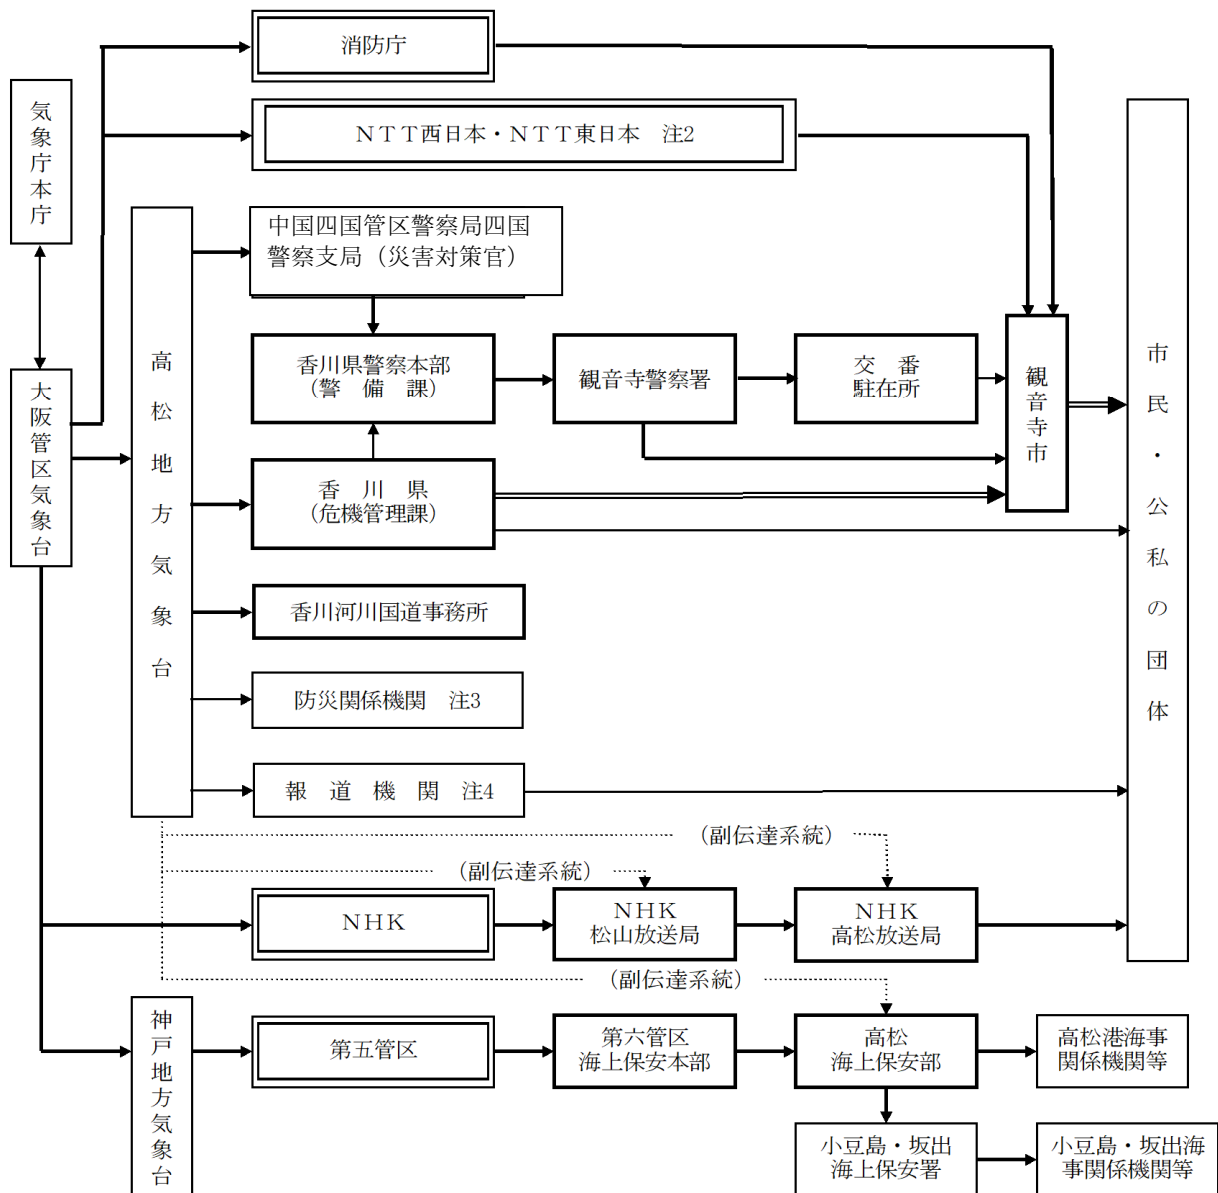 消防庁
気象庁本庁
ＮＴＴ西日本・ＮＴＴ東日本　注2
中国四国管区警察局四国
警察支局（災害対策官）
香川県警察本部
（警　備　課）
観音寺警察署
交　番
駐在所
観音寺市
市民・公私の団体
高松地方気象台
大阪管区気象台
香　川　県
（危機管理課）
香川河川国道事務所
防災関係機関　注3
報　道　機　関　注4
（副伝達系統）
（副伝達系統）
ＮＨＫ
ＮＨＫ
松山放送局
ＮＨＫ
高松放送局
（副伝達系統）
神戸地方気象台
第五管区
第六管区
海上保安本部
高松
海上保安部
高松港海事
関係機関等
小豆島・坂出
海上保安署
小豆島・坂出海
事関係機関等